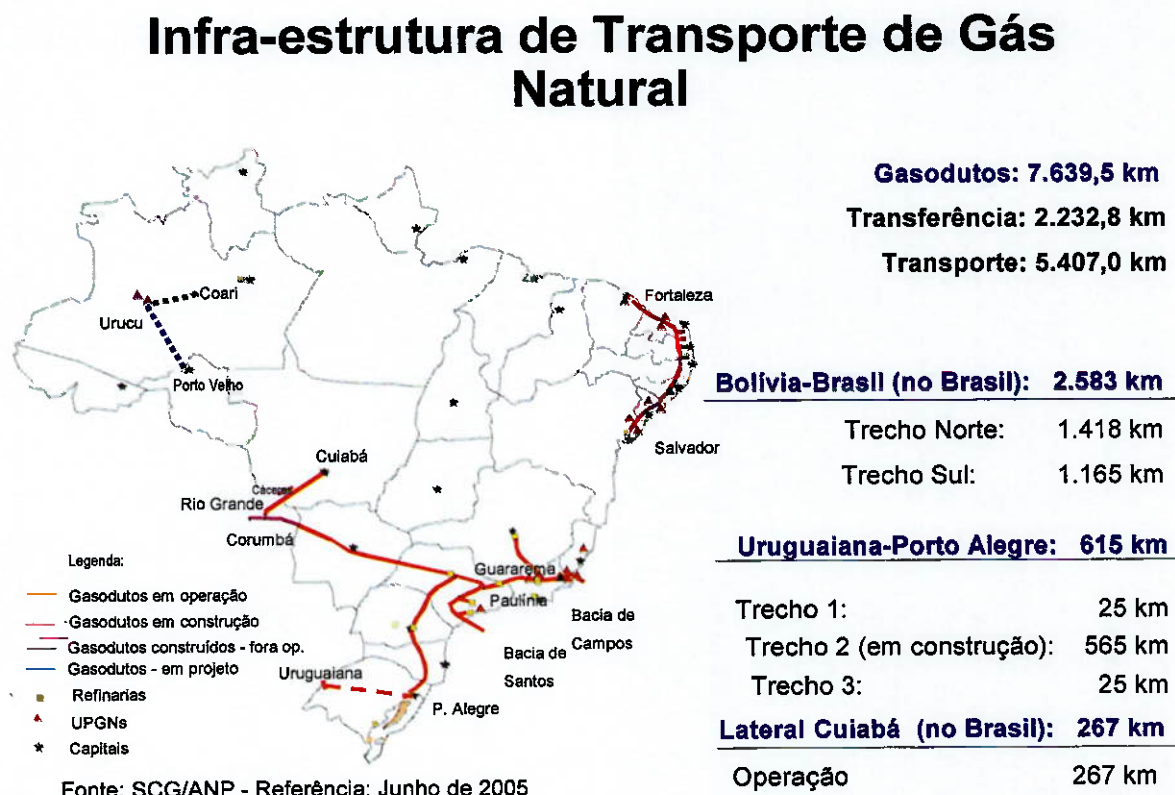 Infra-estrutura de Transporte de Gás
Natural
Gasodutos: 7.639,5 km
Transferência: 2.232,8 km
Transporte: 5.407,0 km
Coari
Urucu
Porto Velho
Fortaleza
Salvador
Cuiabá
Cáceres
Rio Grande
Corumbá
Guararema
Paulínia
Bacia de
Campos
Bacia de
Santos
Uruguaiana
P. Alegre
Bolívia-Brasil (no Brasil): 2.583 km
Trecho Norte: 1.418 km
Trecho Sul: 1.165 km
Uruguaiana-Porto Alegre: 615 km
Trecho 1: 25 km
Trecho 2 (em construção): 565 km
Trecho 3: 25 km
Lateral Cuiabá (no Brasil): 267 km
Operação 267 km
Legenda:
Gasodutos em operação
Gasodutos em construção
Gasodutos construídos - fora op.
Gasodutos - em projeto
Refinarias
UPGNs
Capitais
Fonte: SCG/ANP - Referência: Junho de 2005